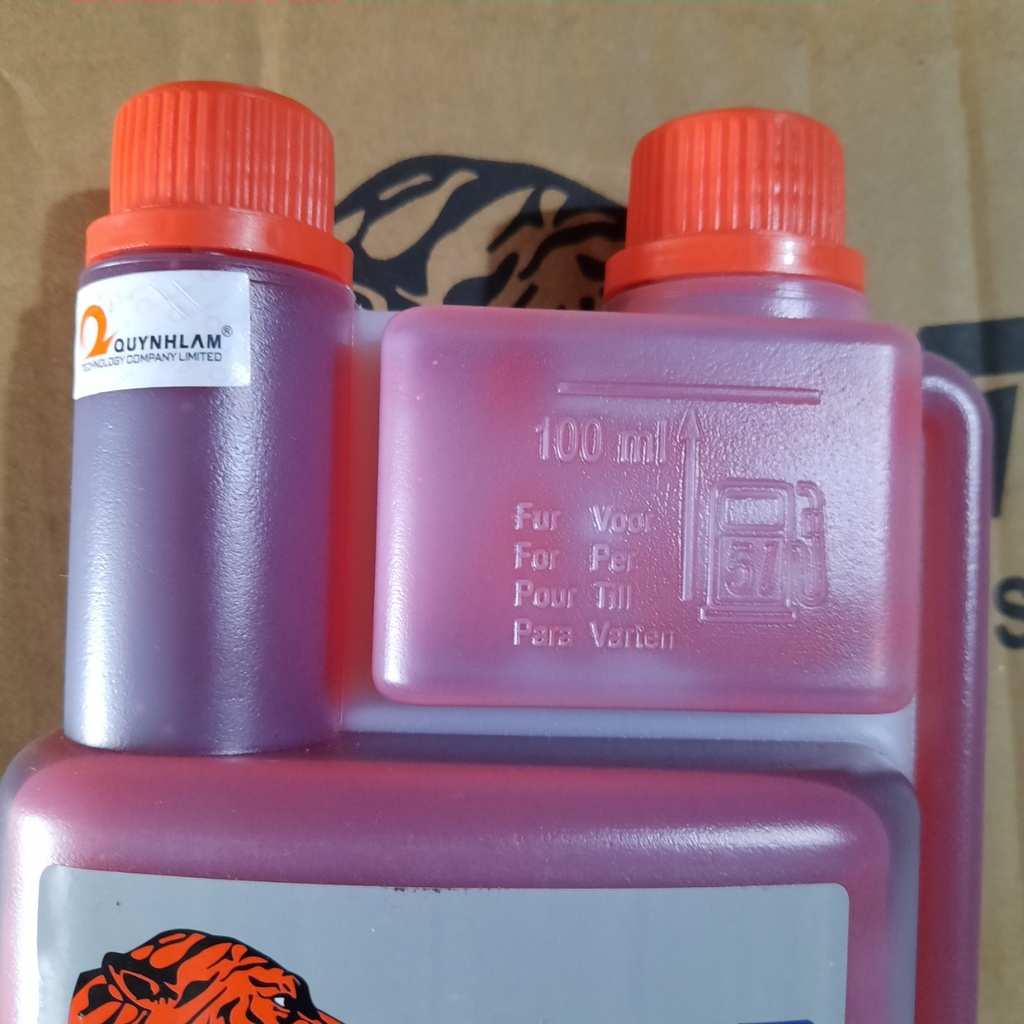 QUYNHLAM®
TECHNOLOGY COMPANY LIMITED
100 ml
Fur Voor
For Per
Pour Till
Para Varten
5l
S